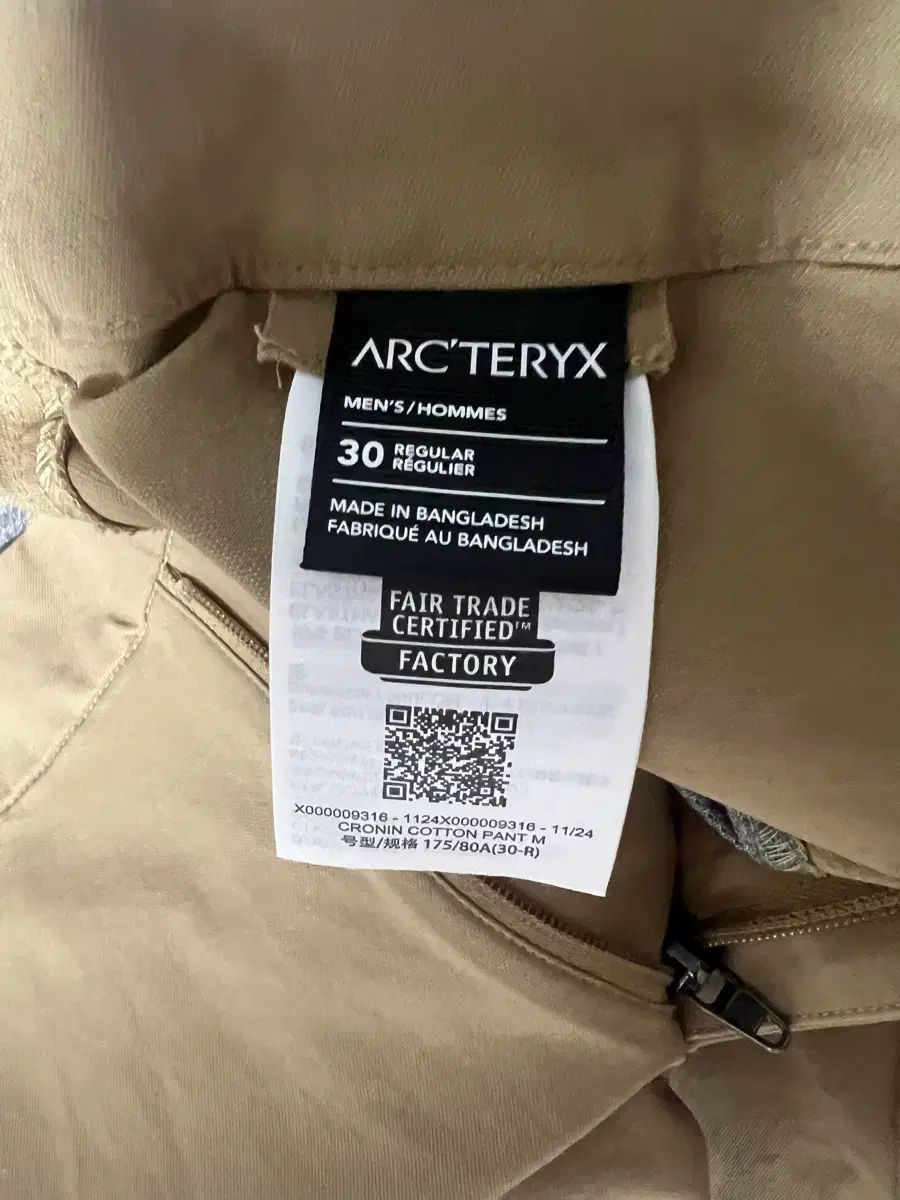 ARC'TERYX
MEN'S/HOMMES
30 REGULAR
RÉGULIER
MADE IN BANGLADESH
FABRIQUÉ AU BANGLADESH
FAIR TRADE
CERTIFIED™
FACTORY
X000009316 - 1124X000009316 - 11/24
CRONIN COTTON PANT M
号型/规格 175/80A(30-R)